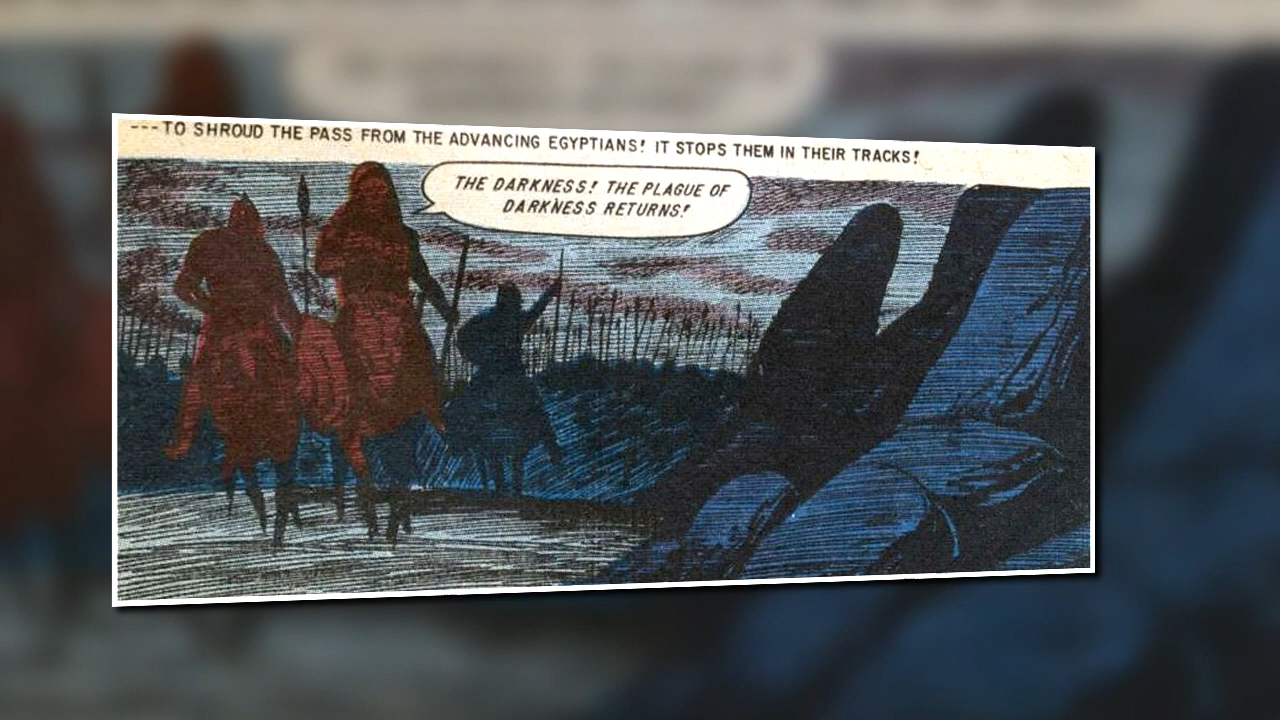 ---TO SHROUD THE PASS FROM THE ADVANCING EGYPTIANS! IT STOPS THEM IN THEIR TRACKS!
THE DARKNESS! THE PLAGUE OF
DARKNESS RETURNS!